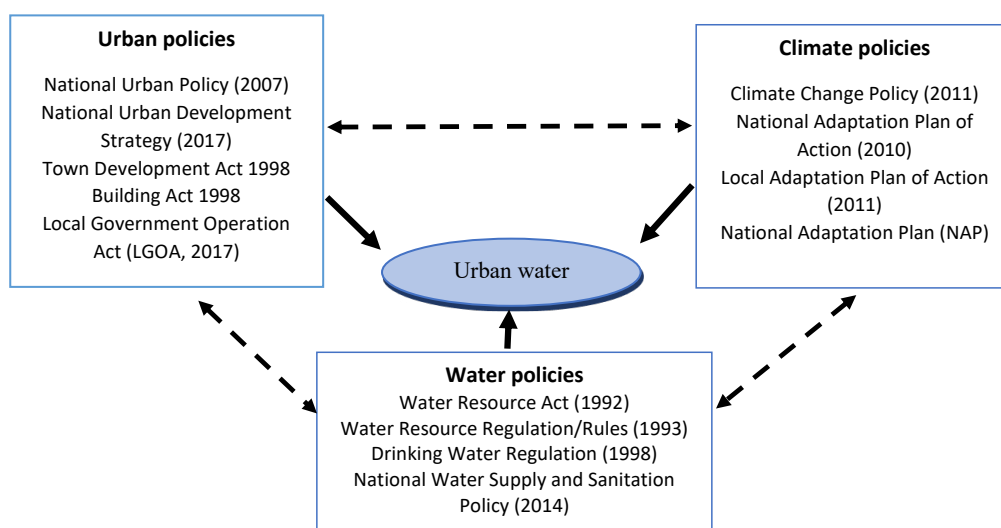 Urban policies
National Urban Policy (2007)
National Urban Development
Strategy (2017)
Town Development Act 1998
Building Act 1998
Local Government Operation
Act (LGOA, 2017)
Climate policies
Climate Change Policy (2011)
National Adaptation Plan of
Action (2010)
Local Adaptation Plan of Action
(2011)
National Adaptation Plan (NAP)
Urban water
Water policies
Water Resource Act (1992)
Water Resource Regulation/Rules (1993)
Drinking Water Regulation (1998)
National Water Supply and Sanitation
Policy (2014)